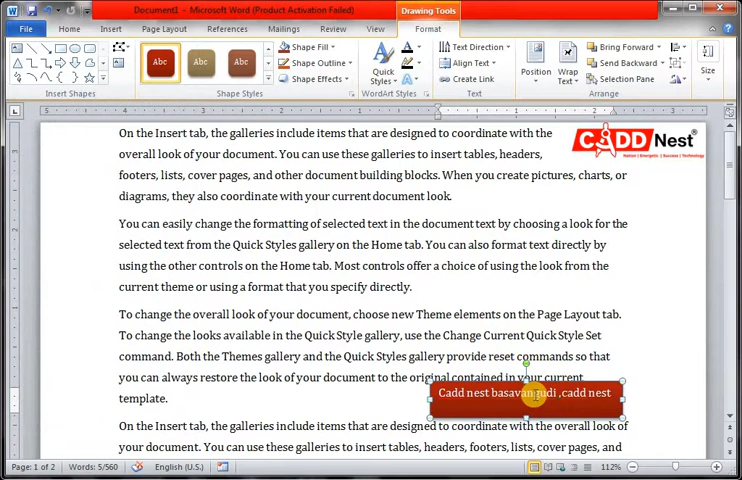 Document1 - Microsoft Word (Product Activation Failed)
Drawing Tools
File
Home
Insert
Page Layout
References
Mailings
Review
View
Format
Abc
Abc
Abc
Shape Fill
Shape Outline
Shape Effects
Quick
Styles
Text Direction
Align Text
Create Link
Position
Wrap
Text
Bring Forward
Send Backward
Selection Pane
Size
Insert Shapes
Shape Styles
WordArt Styles
Text
Arrange
5 4 3 2 1 1 2
CADD Nest
Nation | Energetic | Success | Technology
On the Insert tab, the galleries include items that are designed to coordinate with the
overall look of your document. You can use these galleries to insert tables, headers,
footers, lists, cover pages, and other document building blocks. When you create pictures, charts, or
diagrams, they also coordinate with your current document look.
You can easily change the formatting of selected text in the document text by choosing a look for the
selected text from the Quick Styles gallery on the Home tab. You can also format text directly by
using the other controls on the Home tab. Most controls offer a choice of using the look from the
current theme or using a format that you specify directly.
To change the overall look of your document, choose new Theme elements on the Page Layout tab.
To change the looks available in the Quick Style gallery, use the Change Current Quick Style Set
command. Both the Themes gallery and the Quick Styles gallery provide reset commands so that
you can always restore the look of your document to the original contained in your current
template.
Cadd nest basavangudi ,cadd nest
On the Insert tab, the galleries include items that are designed to coordinate with the overall look of
your document. You can use these galleries to insert tables, headers, footers, lists, cover pages, and
Page: 1 of 2
Words: 5/560
English (U.S.)
112%